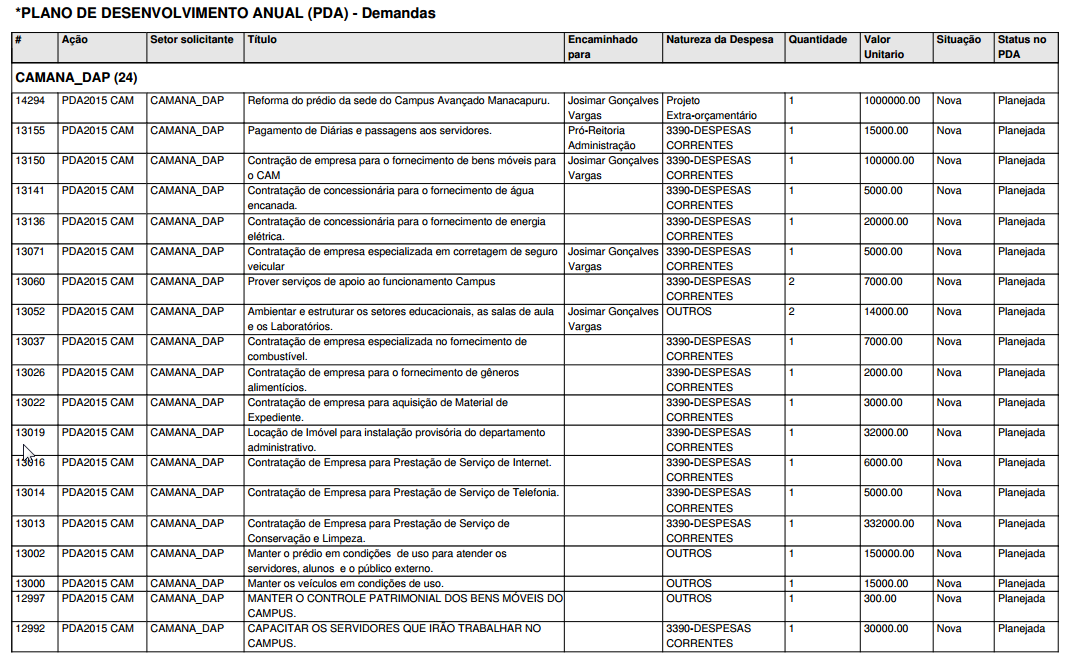 *PLANO DE DESENVOLVIMENTO ANUAL (PDA) - Demandas
# Ação Setor solicitante Título Encaminhado para Natureza da Despesa Quantidade Valor Unitario Situação Status no PDA
CAMANA_DAP (24)
14294 PDA2015 CAM CAMANA_DAP Reforma do prédio da sede do Campus Avançado Manacapuru. Josimar Gonçalves Vargas Projeto Extra-orçamentário 1 1000000.00 Nova Planejada
13155 PDA2015 CAM CAMANA_DAP Pagamento de Diárias e passagens aos servidores. Pró-Reitoria Administração 3390-DESPESAS CORRENTES 1 15000.00 Nova Planejada
13150 PDA2015 CAM CAMANA_DAP Contração de empresa para o fornecimento de bens móveis para o CAM Josimar Gonçalves Vargas 3390-DESPESAS CORRENTES 1 100000.00 Nova Planejada
13141 PDA2015 CAM CAMANA_DAP Contratação de concessionária para o fornecimento de água encanada. 3390-DESPESAS CORRENTES 1 5000.00 Nova Planejada
13136 PDA2015 CAM CAMANA_DAP Contratação de concessionária para o fornecimento de energia elétrica. 3390-DESPESAS CORRENTES 1 20000.00 Nova Planejada
13071 PDA2015 CAM CAMANA_DAP Contratação de empresa especializada em corretagem de seguro veicular Josimar Gonçalves Vargas 3390-DESPESAS CORRENTES 1 5000.00 Nova Planejada
13060 PDA2015 CAM CAMANA_DAP Prover serviços de apoio ao funcionamento Campus 3390-DESPESAS CORRENTES 2 7000.00 Nova Planejada
13052 PDA2015 CAM CAMANA_DAP Ambientar e estruturar os setores educacionais, as salas de aula e os Laboratórios. Josimar Gonçalves Vargas OUTROS 2 14000.00 Nova Planejada
13037 PDA2015 CAM CAMANA_DAP Contratação de empresa especializada no fornecimento de combustível. 3390-DESPESAS CORRENTES 1 7000.00 Nova Planejada
13026 PDA2015 CAM CAMANA_DAP Contratação de empresa para o fornecimento de gêneros alimentícios. 3390-DESPESAS CORRENTES 1 2000.00 Nova Planejada
13022 PDA2015 CAM CAMANA_DAP Contratação de empresa para aquisição de Material de Expediente. 3390-DESPESAS CORRENTES 1 3000.00 Nova Planejada
13019 PDA2015 CAM CAMANA_DAP Locação de Imóvel para instalação provisória do departamento administrativo. 3390-DESPESAS CORRENTES 1 32000.00 Nova Planejada
13016 PDA2015 CAM CAMANA_DAP Contratação de Empresa para Prestação de Serviço de Internet. 3390-DESPESAS CORRENTES 1 6000.00 Nova Planejada
13014 PDA2015 CAM CAMANA_DAP Contratação de Empresa para Prestação de Serviço de Telefonia. 3390-DESPESAS CORRENTES 1 5000.00 Nova Planejada
13013 PDA2015 CAM CAMANA_DAP Contratação de Empresa para Prestação de Serviço de Conservação e Limpeza. 3390-DESPESAS CORRENTES 1 332000.00 Nova Planejada
13002 PDA2015 CAM CAMANA_DAP Manter o prédio em condições de uso para atender os servidores, alunos e o público externo. OUTROS 1 150000.00 Nova Planejada
13000 PDA2015 CAM CAMANA_DAP Manter os veículos em condições de uso. OUTROS 1 15000.00 Nova Planejada
12997 PDA2015 CAM CAMANA_DAP MANTER O CONTROLE PATRIMONIAL DOS BENS MÓVEIS DO CAMPUS. OUTROS 1 300.00 Nova Planejada
12992 PDA2015 CAM CAMANA_DAP CAPACITAR OS SERVIDORES QUE IRÃO TRABALHAR NO CAMPUS. 3390-DESPESAS CORRENTES 1 30000.00 Nova Planejada